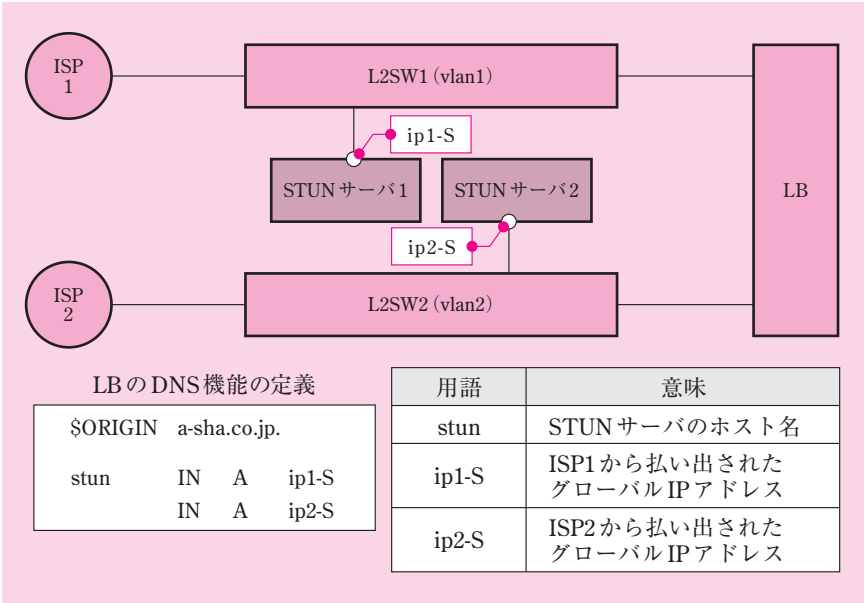 ISP
1
L2SW1(vlan1)
ip1-S
STUNサーバ1
STUNサーバ2
LB
ip2-S
ISP
2
L2SW2(vlan2)
LBのDNS機能の定義
$ORIGIN a-sha.co.jp.
stun IN A ip1-S
IN A ip2-S
用語 意味
stun STUNサーバのホスト名
ip1-S ISP1から払い出された
グローバルIPアドレス
ip2-S ISP2から払い出された
グローバルIPアドレス